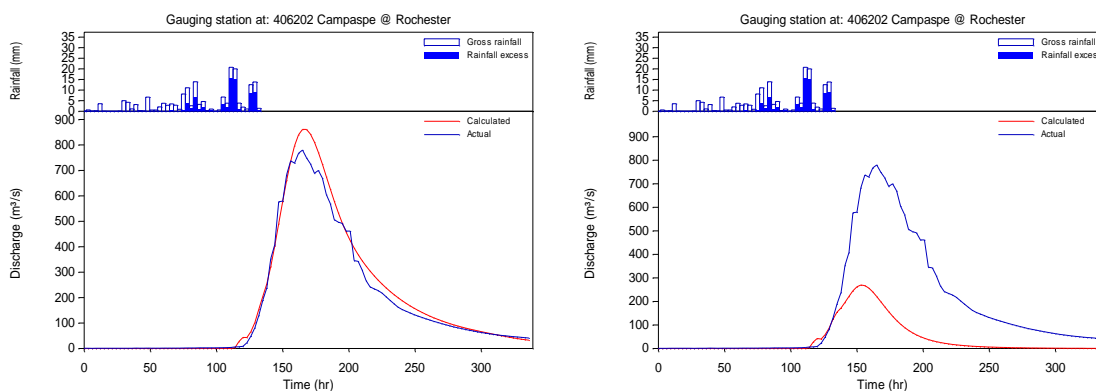 Gauging station at: 406202 Campaspe @ Rochester
Rainfall (mm)
35
30
25
20
15
10
5
0
Gross rainfall
Rainfall excess
Discharge (m³/s)
900
800
700
600
500
400
300
200
100
0
Calculated
Actual
0 50 100 150 200 250 300
Time (hr)
Gauging station at: 406202 Campaspe @ Rochester
Rainfall (mm)
35
30
25
20
15
10
5
0
Gross rainfall
Rainfall excess
Discharge (m³/s)
900
800
700
600
500
400
300
200
100
0
Calculated
Actual
0 50 100 150 200 250 300
Time (hr)